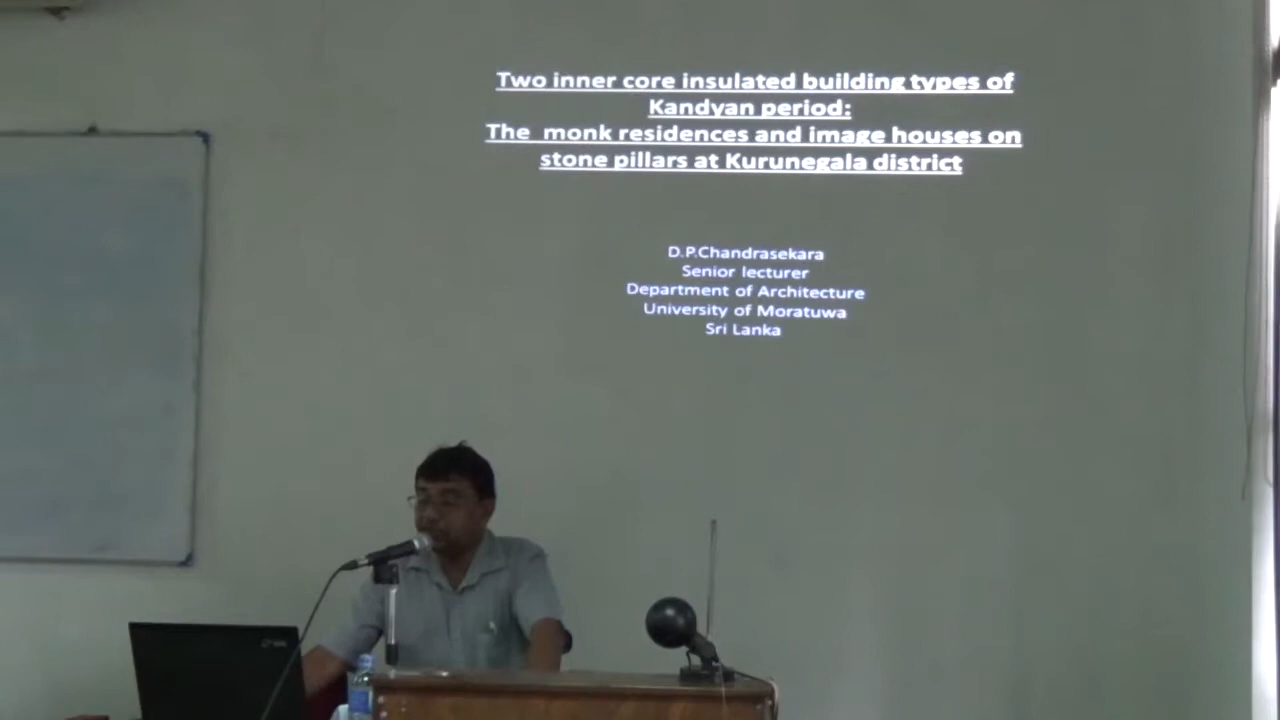 Two inner core insulated building types of
Kandyan period:
The monk residences and image houses on
stone pillars at Kurunegala district
D.P.Chandrasekara
Senior lecturer
Department of Architecture
University of Moratuwa
Sri Lanka